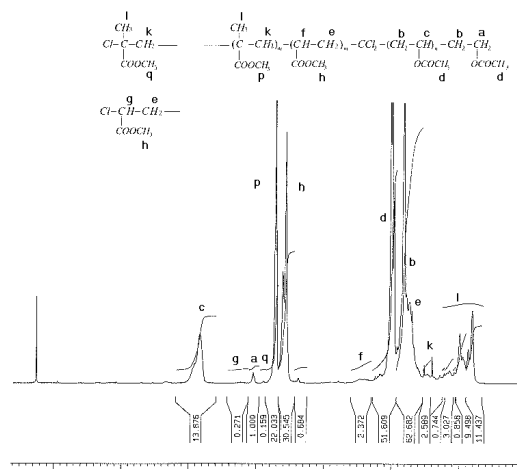 l k l k f e b c b a
CH₃ CH₃
Cl-C-CH₂— —(C-CH₂)ₙ-(CH-CH₂)ₘ-CCl₂-(CH₂-CH)ₙ-CH₂-CH₂
COOCH₃ COOCH₃ COOCH₃ OCOCH₃ OCOCH₃
q p h d d
g e
Cl-CH-CH₂—
COOCH₃
h
p h
d
b
c e l
g a q f k
13.876 0.271 1.000 0.159 22.033 30.545 0.684 2.372 51.609 62.682 2.589 0.744 3.027 0.858 9.498 11.437